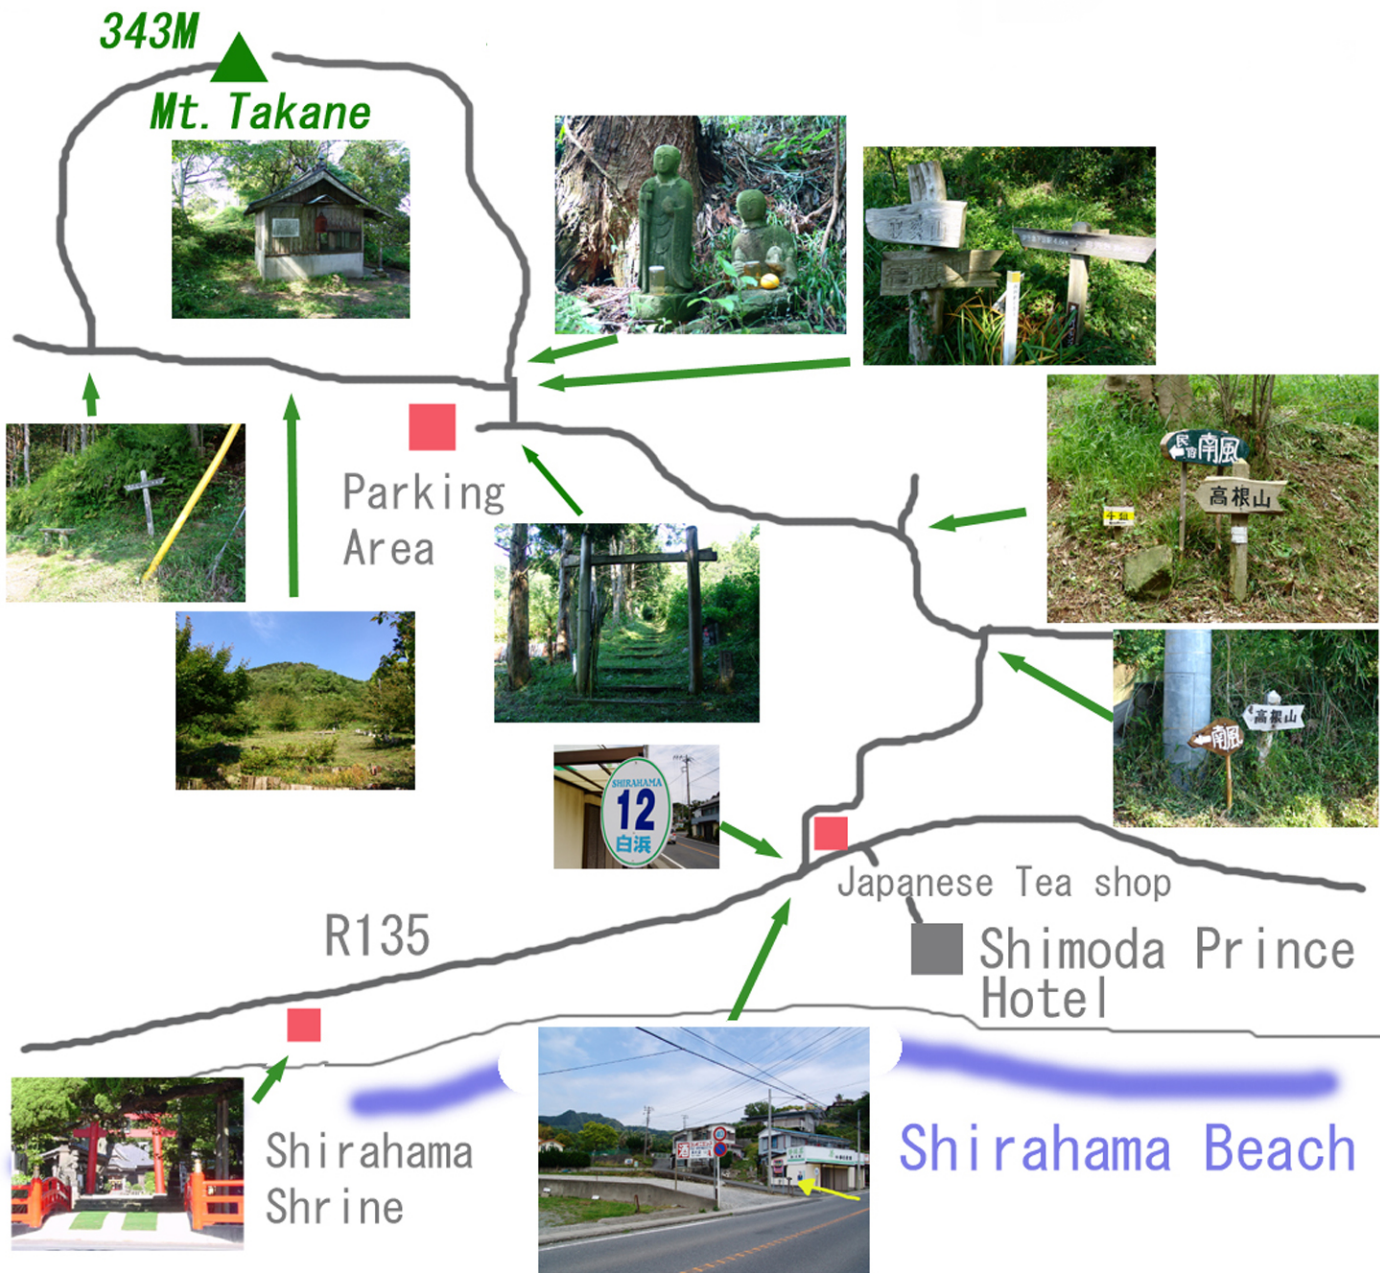 343M
Mt. Takane
Parking
Area
民宿 南風
高根山
南風
高根山
SHIRAHAMA
12
白浜
Japanese Tea shop
R135
Shimoda Prince
Hotel
Shirahama
Shrine
Shirahama Beach